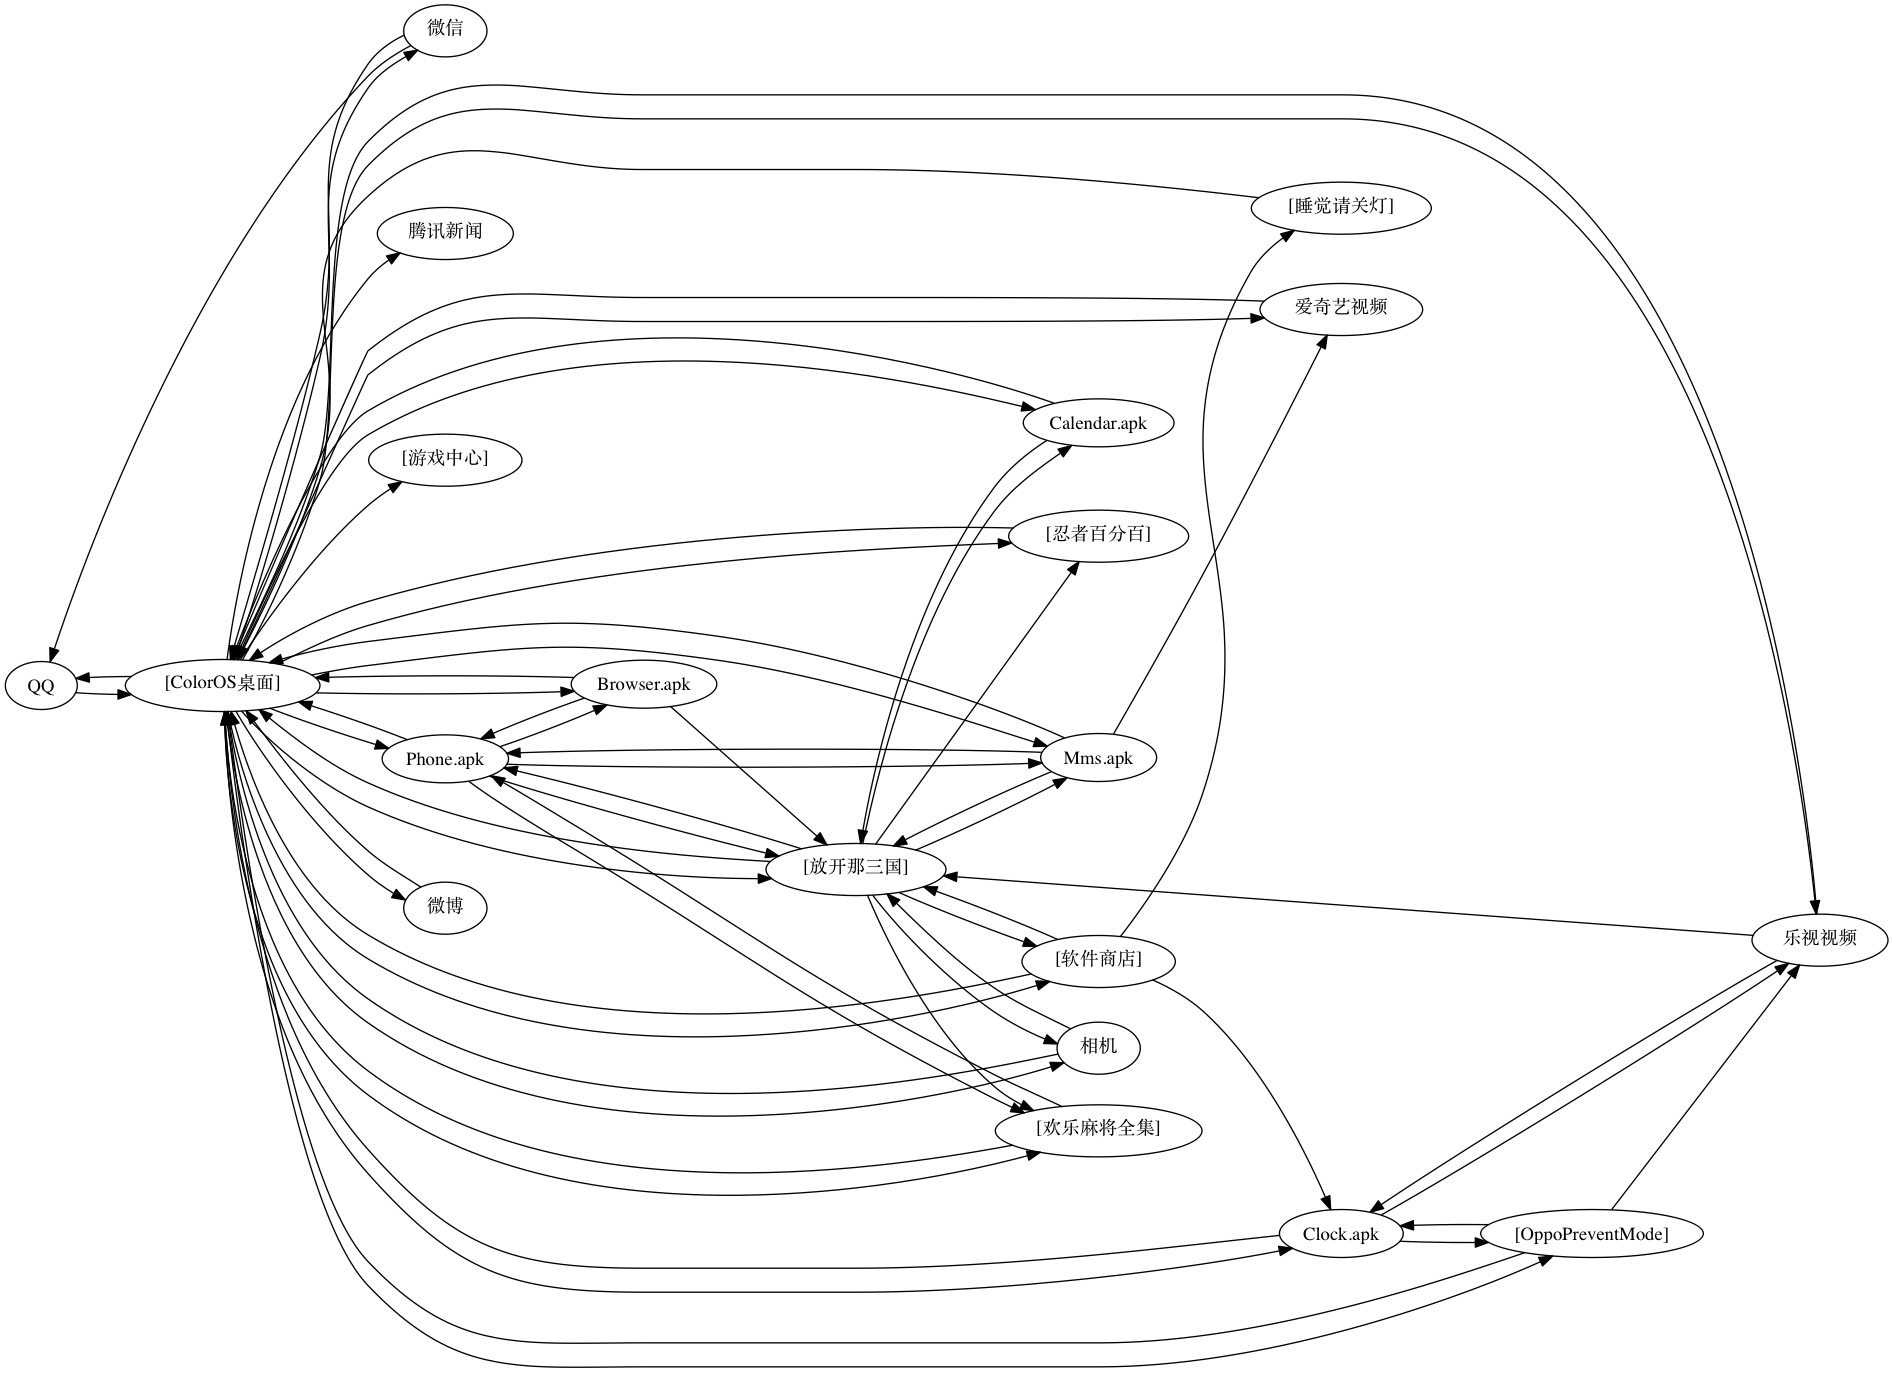 微信
[睡觉请关灯]
腾讯新闻
爱奇艺视频
Calendar.apk
[游戏中心]
[忍者百分百]
QQ
[ColorOS桌面]
Browser.apk
Phone.apk
Mms.apk
[放开那三国]
微博
乐视视频
[软件商店]
相机
[欢乐麻将全集]
Clock.apk
[OppoPreventMode]